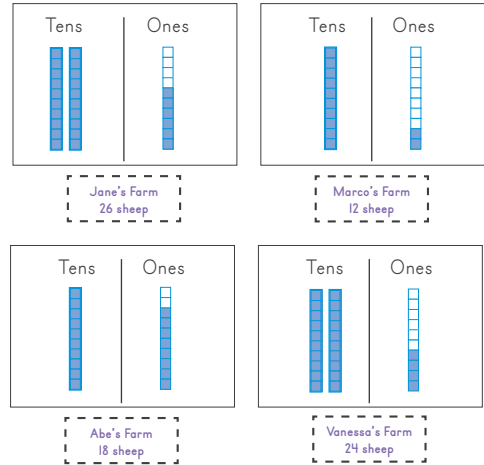 Tens Ones
Jane's Farm
26 sheep
Tens Ones
Marco's Farm
12 sheep
Tens Ones
Abe's Farm
18 sheep
Tens Ones
Vanessa's Farm
24 sheep